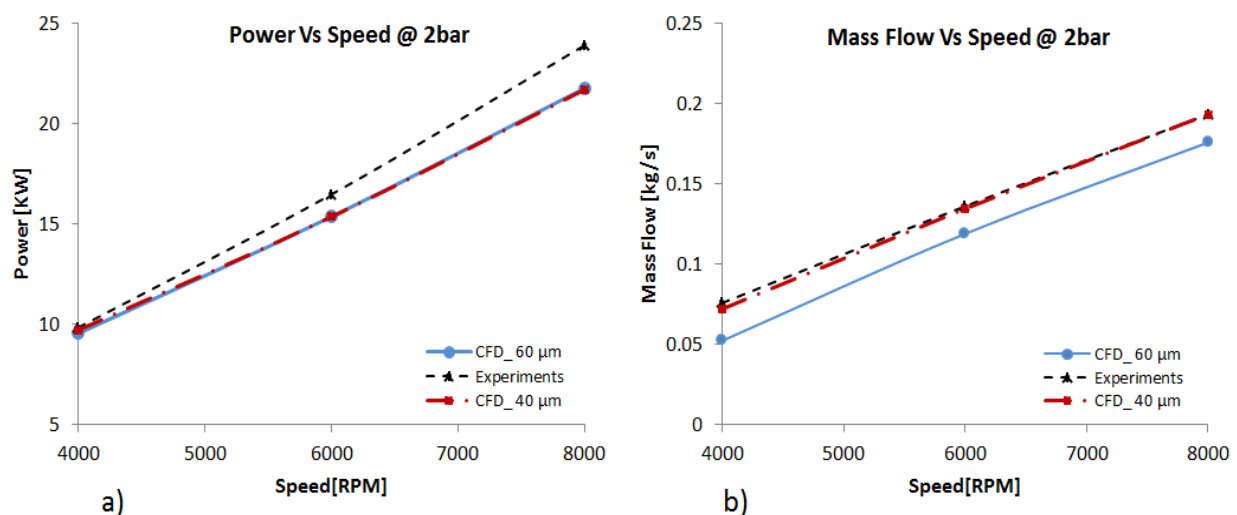 Power Vs Speed @ 2bar
25
20
15
10
5
Power [KW]
4000
5000
6000
7000
8000
Speed[RPM]
CFD_ 60 μm
Experiments
CFD_ 40 μm
a)
Mass Flow Vs Speed @ 2bar
0.25
0.2
0.15
0.1
0.05
0
Mass Flow [kg/s]
4000
5000
6000
7000
8000
Speed[RPM]
CFD_ 60 μm
Experiments
CFD_ 40 μm
b)